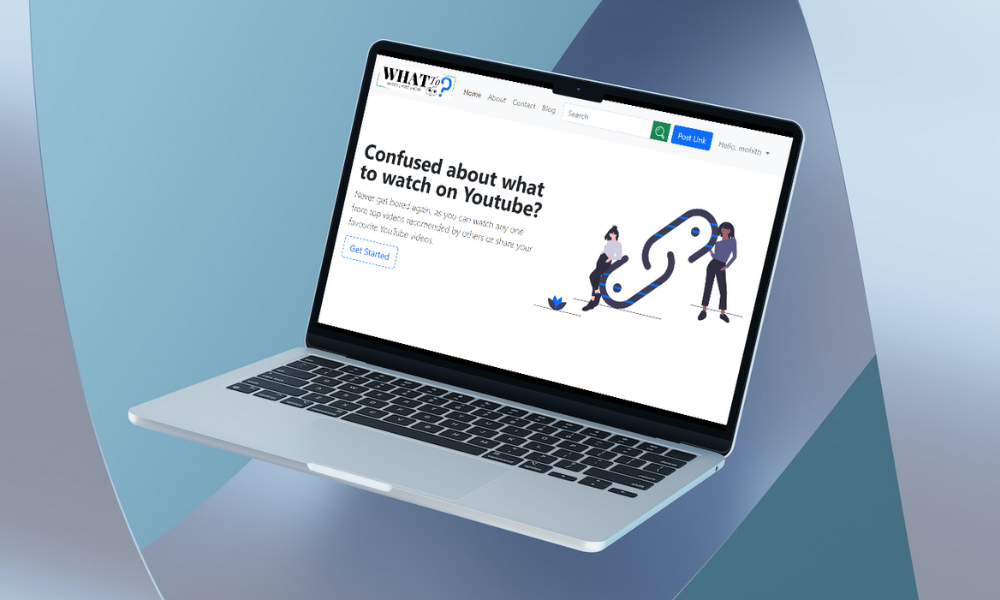 WHAT To ?
Home About Contact Blog Search Post Link Hello, mohith
Confused about what
to watch on Youtube?
Never get bored again, as you can watch any one
from top videos recomended by others or share your
favourite YouTube videos.
Get Started